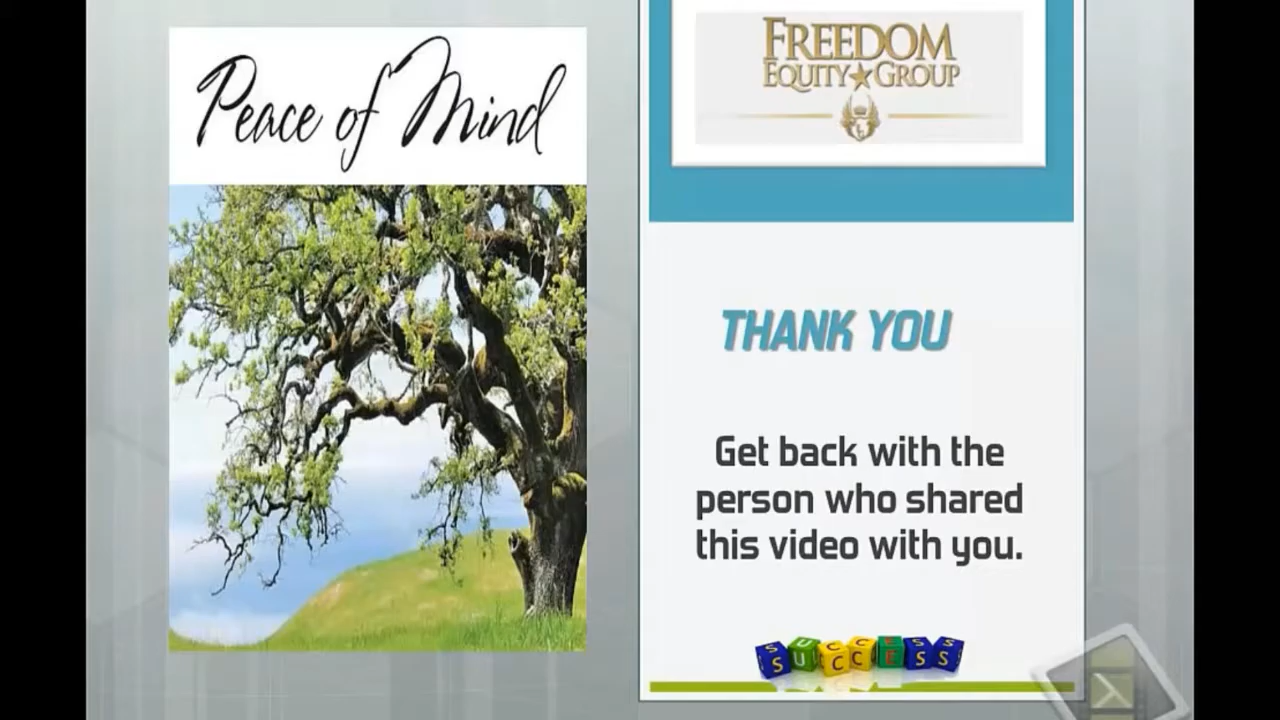 Peace of Mind
FREEDOM
EQUITY★GROUP
THANK YOU
Get back with the
person who shared
this video with you.
SUCCESS